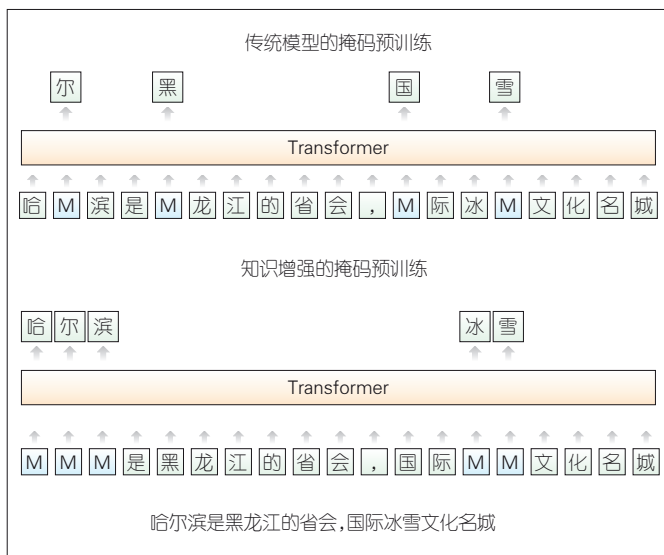 传统模型的掩码预训练
尔 黑 国 雪
Transformer
哈 M 滨 是 M 龙 江 的 省 会 , M 际 冰 M 文 化 名 城
知识增强的掩码预训练
哈 尔 滨 冰 雪
Transformer
M M M 是 黑 龙 江 的 省 会 , 国 际 M M 文 化 名 城
哈尔滨是黑龙江的省会,国际冰雪文化名城